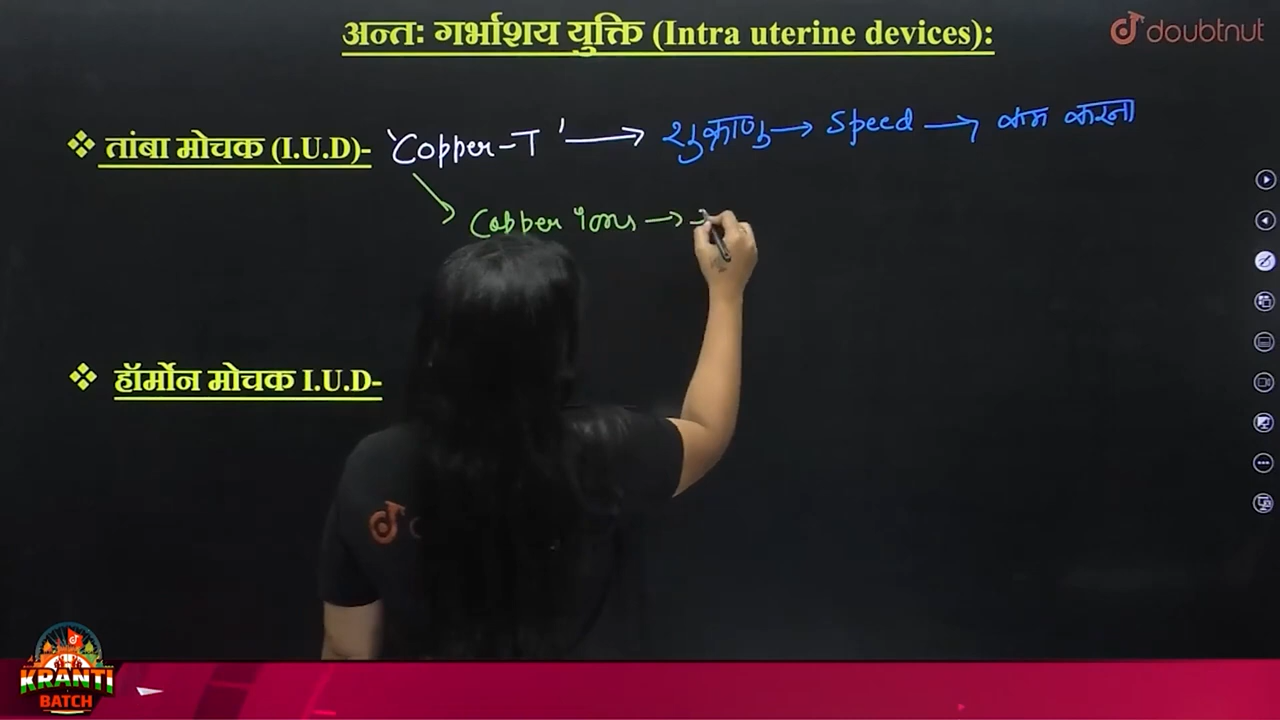 अन्तः गर्भाशय युक्ति (Intra uterine devices):
doubtnut
❖ तांबा मोचक (I.U.D)- 'Copper-T' → शुक्राणु → Speed → कम करना
Copper ions →
❖ हॉर्मोन मोचक I.U.D-
KRANTI
BATCH